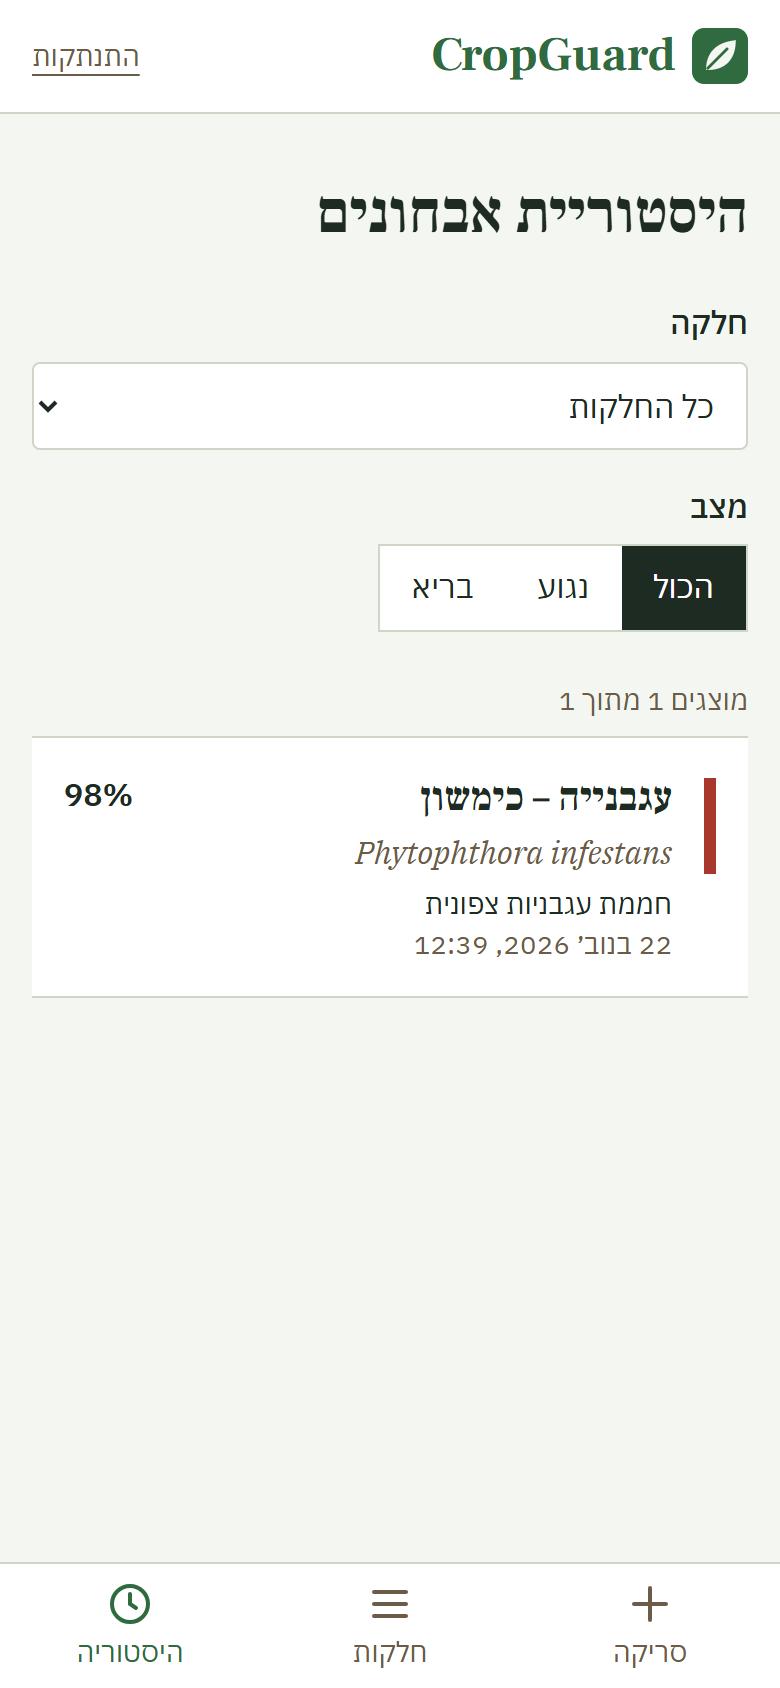 CropGuard
התנתקות
היסטוריית אבחונים
חלקה
כל החלקות
מצב
הכול
נגוע
בריא
מוצגים 1 מתוך 1
עגבנייה – כימשון
98%
Phytophthora infestans
חממת עגבניות צפונית
22 בנוב׳ 2026, 12:39
סריקה
חלקות
היסטוריה